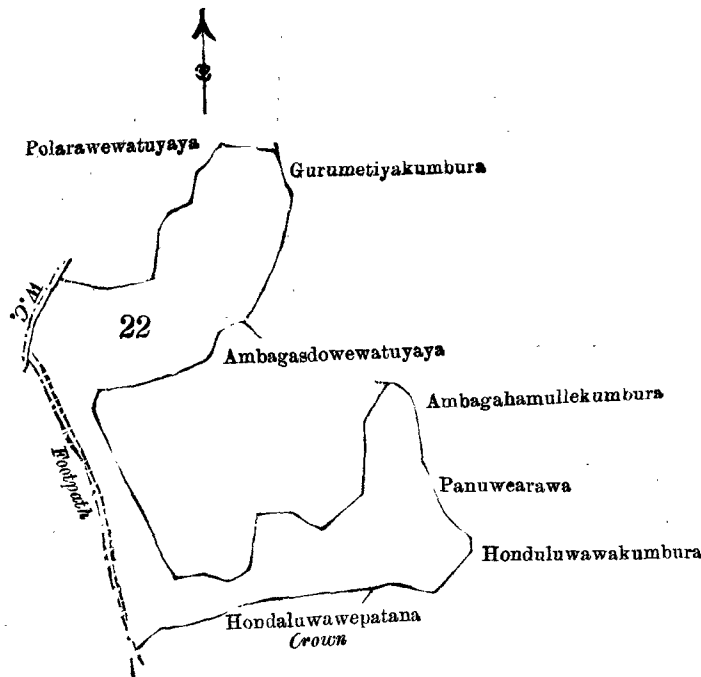 Polarawewatuyaya
Gurumetiyakumbura
W.C.
22
Ambagasdowewatuyaya
Ambagahamullekumbura
Footpath
Panuwearawa
Honduluwawakumbura
Hondaluwawepatana
Crown